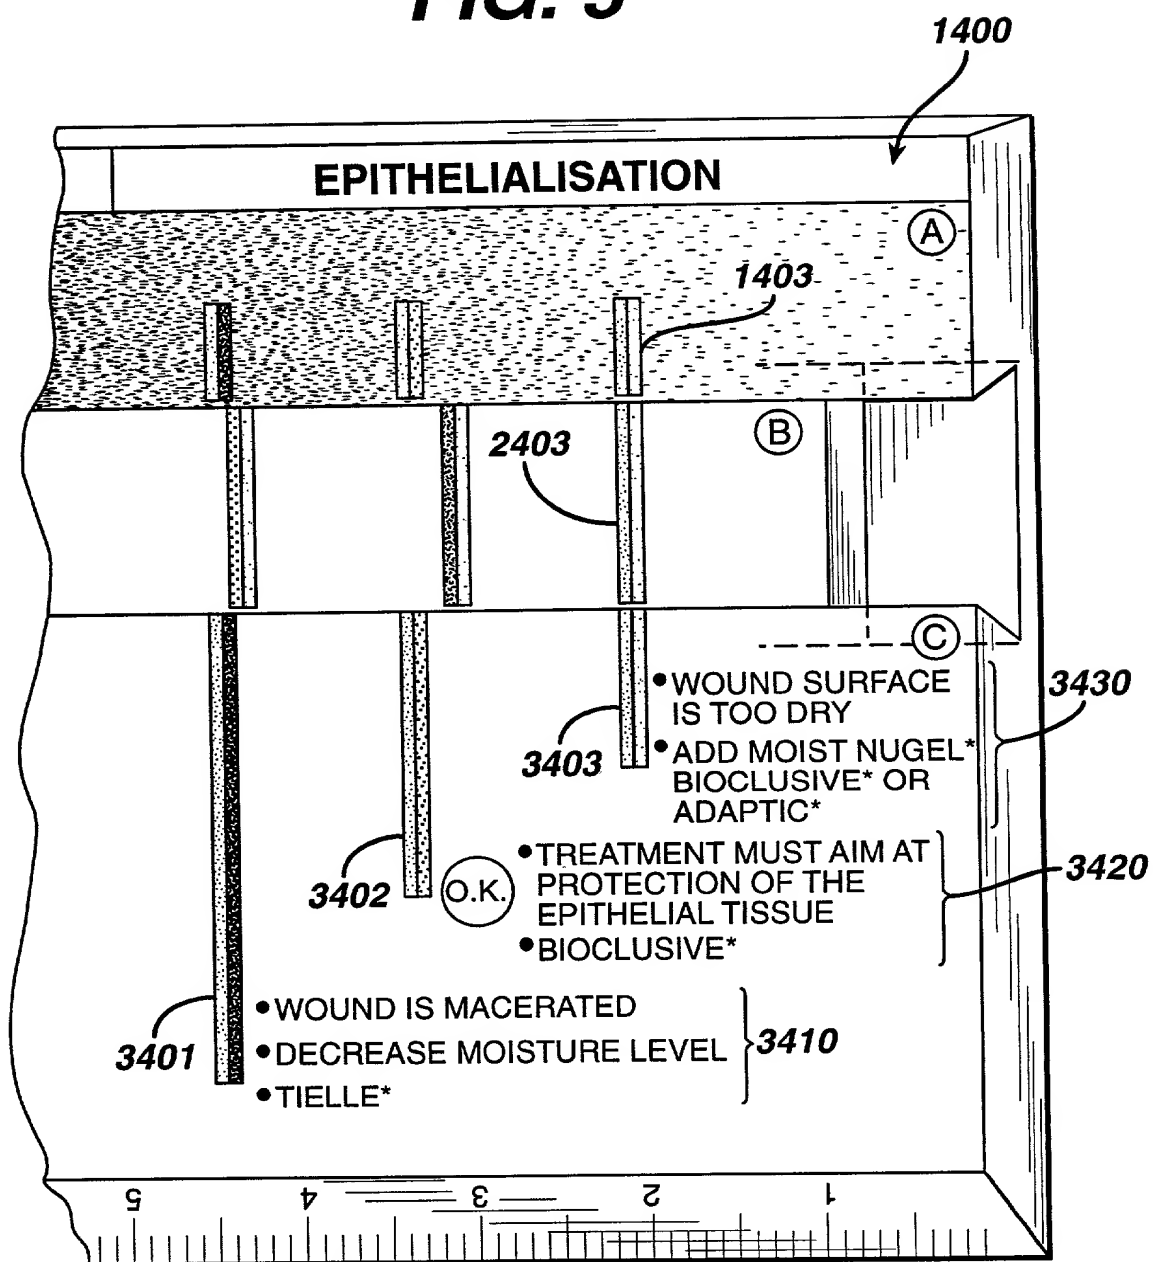 FIG. 5
1400
EPITHELIALISATION
A
1403
B
2403
C
• WOUND SURFACE
IS TOO DRY
3430
3403
• ADD MOIST NUGEL*
BIOCLUSIVE* OR
ADAPTIC*
3402
O.K.
• TREATMENT MUST AIM AT
PROTECTION OF THE
EPITHELIAL TISSUE
3420
• BIOCLUSIVE*
3401
• WOUND IS MACERATED
• DECREASE MOISTURE LEVEL
3410
• TIELLE*
5 4 3 2 1